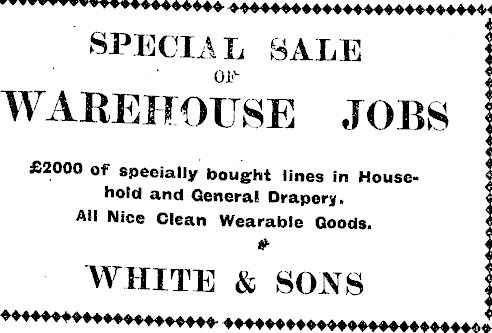 SPECIAL SALE
OF
WAREHOUSE JOBS
£2000 of specially bought lines in House-
hold and General Drapery.
All Nice Clean Wearable Goods.
WHITE & SONS